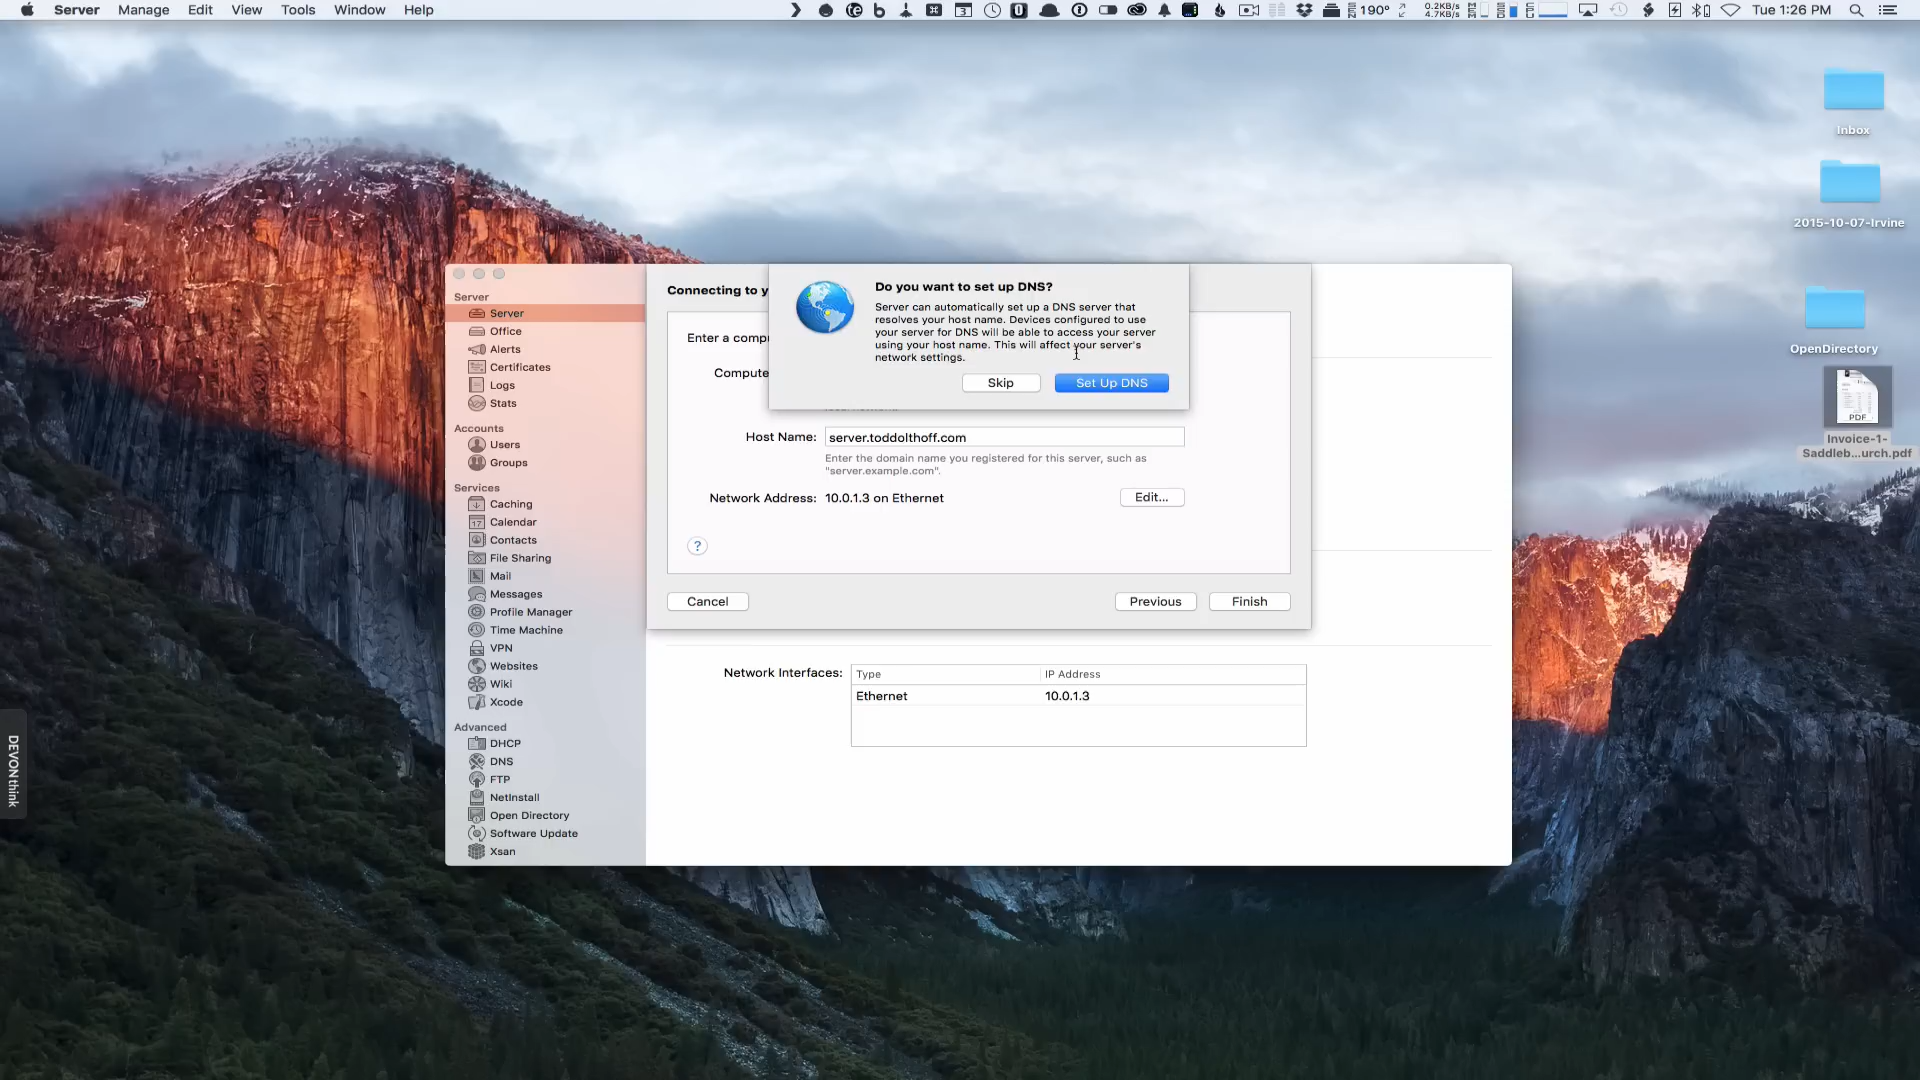 Server Manage Edit View Tools Window Help
190° 0.2KB/s 4.7KB/s Tue 1:26 PM
Inbox
2015-10-07-Irvine
OpenDirectory
PDF
Invoice-1-
Saddleb...urch.pdf
DEVONthink
Server
Server
Office
Alerts
Certificates
Logs
Stats
Accounts
Users
Groups
Services
Caching
Calendar
Contacts
File Sharing
Mail
Messages
Profile Manager
Time Machine
VPN
Websites
Wiki
Xcode
Advanced
DHCP
DNS
FTP
NetInstall
Open Directory
Software Update
Xsan
Connecting to y
Enter a compu
Compute
Do you want to set up DNS?
Server can automatically set up a DNS server that
resolves your host name. Devices configured to use
your server for DNS will be able to access your server
using your host name. This will affect your server's
network settings.
Skip Set Up DNS
Host Name: server.toddolthoff.com
Enter the domain name you registered for this server, such as
"server.example.com".
Network Address: 10.0.1.3 on Ethernet Edit...
?
Cancel Previous Finish
Network Interfaces: Type IP Address
Ethernet 10.0.1.3